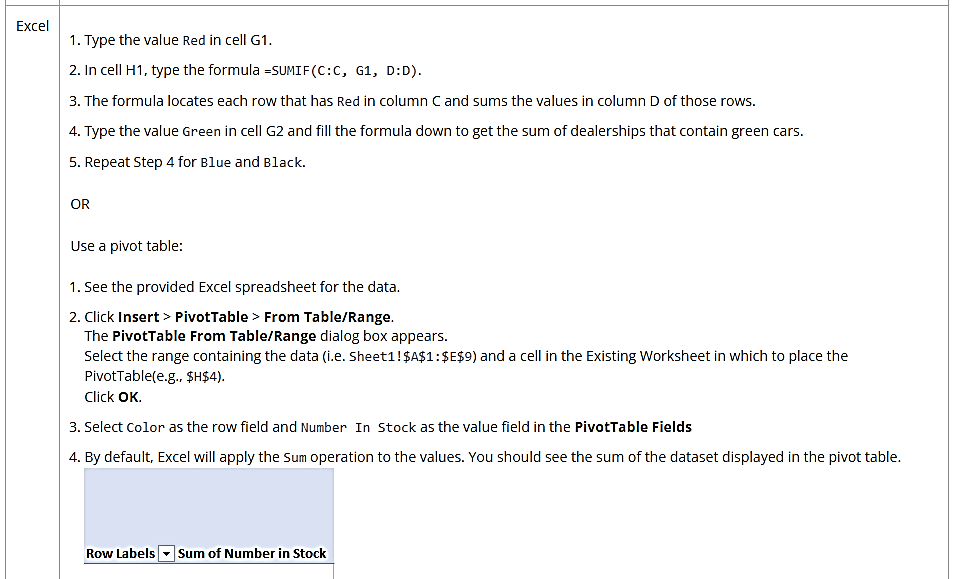 Excel
1. Type the value Red in cell G1.
2. In cell H1, type the formula =SUMIF(C:C, G1, D:D).
3. The formula locates each row that has Red in column C and sums the values in column D of those rows.
4. Type the value Green in cell G2 and fill the formula down to get the sum of dealerships that contain green cars.
5. Repeat Step 4 for Blue and Black.
OR
Use a pivot table:
1. See the provided Excel spreadsheet for the data.
2. Click Insert > PivotTable > From Table/Range.
The PivotTable From Table/Range dialog box appears.
Select the range containing the data (i.e. Sheet1!$A$1:$E$9) and a cell in the Existing Worksheet in which to place the
PivotTable(e.g., $H$4).
Click OK.
3. Select Color as the row field and Number In Stock as the value field in the PivotTable Fields
4. By default, Excel will apply the Sum operation to the values. You should see the sum of the dataset displayed in the pivot table.
Row Labels Sum of Number in Stock